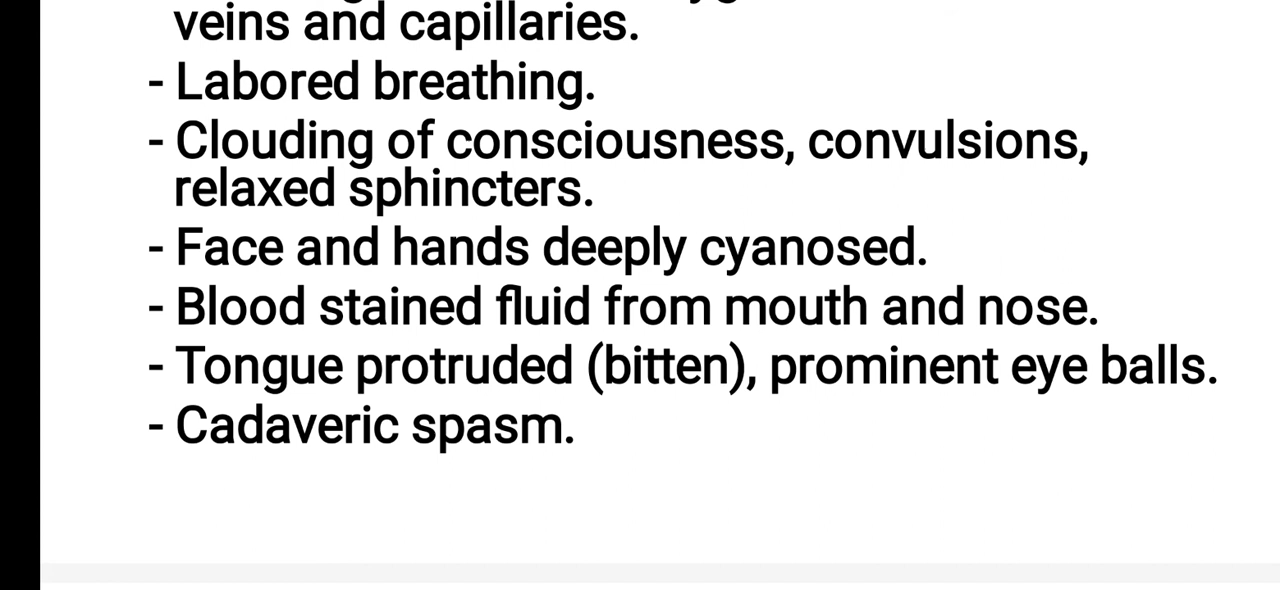 veins and capillaries.
- Labored breathing.
- Clouding of consciousness, convulsions,
relaxed sphincters.
- Face and hands deeply cyanosed.
- Blood stained fluid from mouth and nose.
- Tongue protruded (bitten), prominent eye balls.
- Cadaveric spasm.